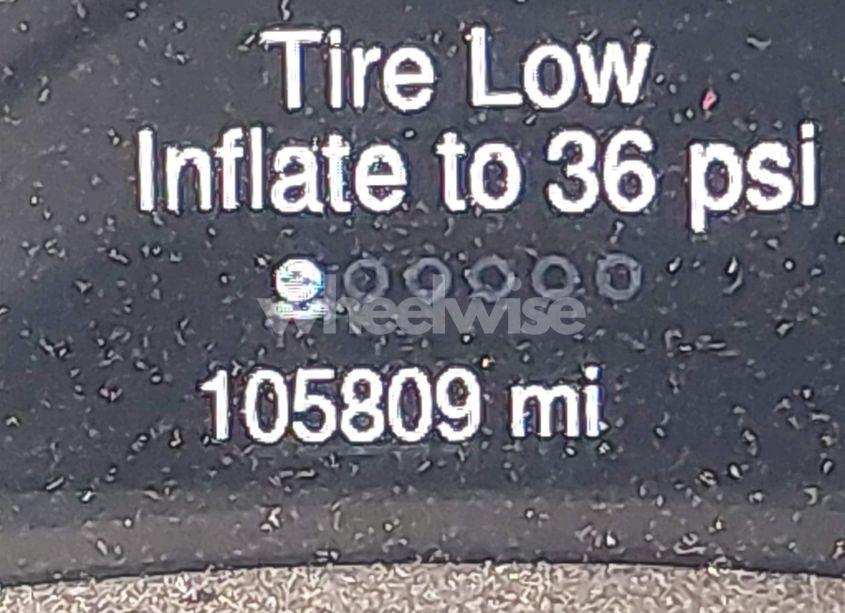 Tire Low
Inflate to 36 psi
wheelwise
105809 mi